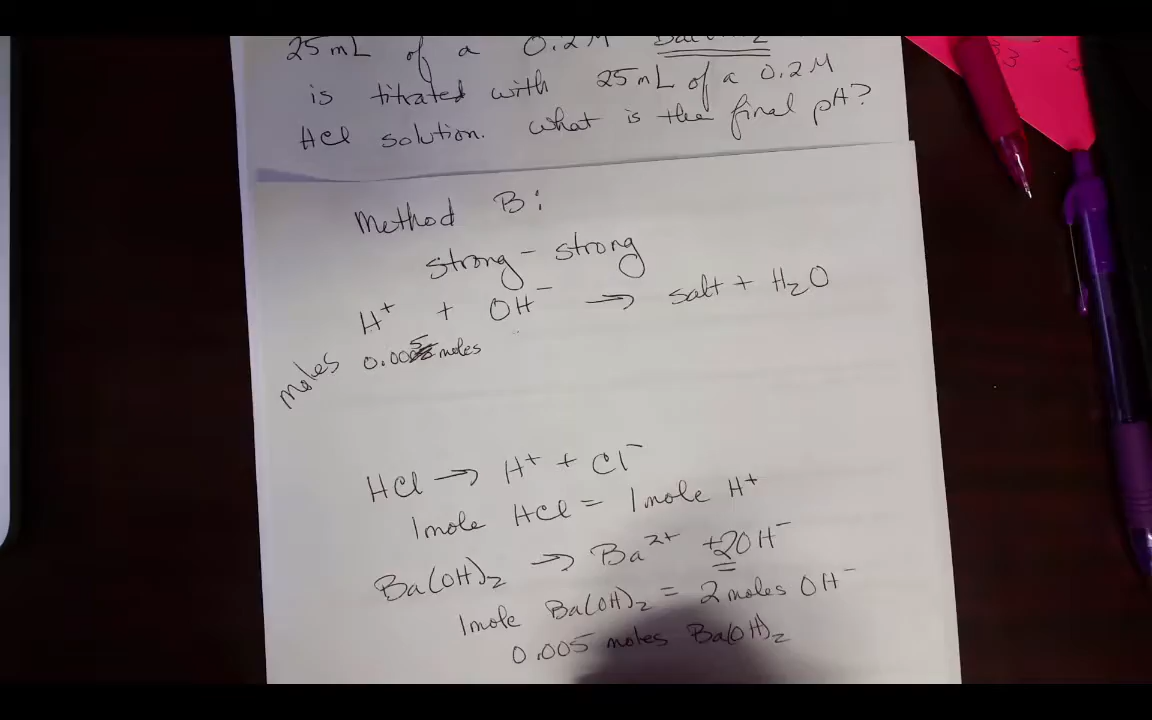 25 mL of a 0.2M
is titrated with 25 mL of a 0.2M
HCl solution. What is the final pH?
Method B:
strong - strong
H⁺ + OH⁻ → salt + H₂O
moles 0.005 moles
HCl → H⁺ + Cl⁻
1 mole HCl = 1 mole H⁺
Ba(OH)₂ → Ba²⁺ + 2OH⁻
1 mole Ba(OH)₂ = 2 moles OH⁻
0.005 moles Ba(OH)₂